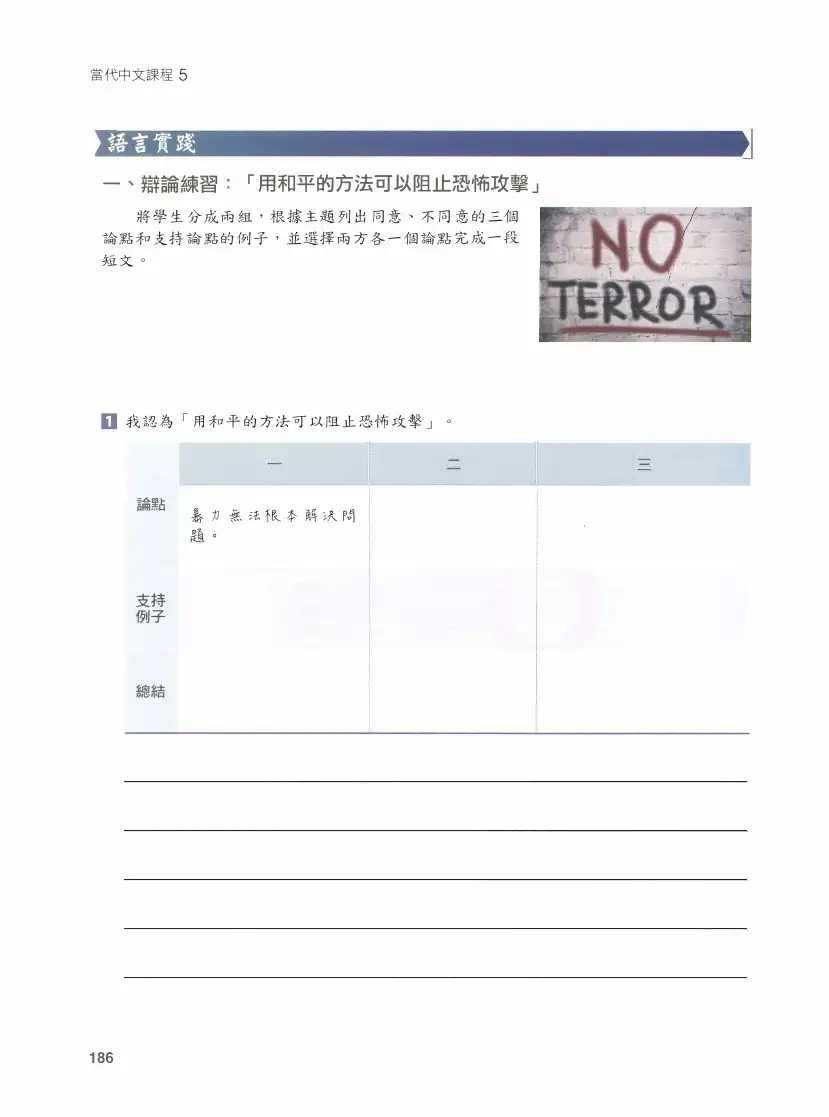 當代中文課程 5
語言實踐
一、辯論練習：「用和平的方法可以阻止恐怖攻擊」
將學生分成兩組，根據主題列出同意、不同意的三個
論點和支持論點的例子，並選擇兩方各一個論點完成一段
短文。
NO
TERROR
1 我認為「用和平的方法可以阻止恐怖攻擊」。
一 二 三
論點
暴力無法根本解決問
題。
支持
例子
總結
186